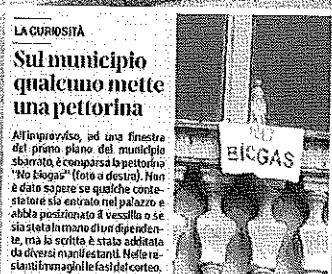 LA CURIOSITÀ
Sul municipio
qualcuno mette
una pettorina
All'improvviso, ad una finestra
del primo piano del municipio
sbarrato, è comparsa la pettorina
"No biogas" (foto a destra). Non
è dato sapere se qualche conte-
statore sia entrato nel palazzo e
abbia posizionato il vessillo o se
sia stata la mano di un dipenden-
te, ma la scritta è stata additata
da diversi manifestanti. Nelle re-
stanti immagini le fasi del corteo.
NO
BIOGAS